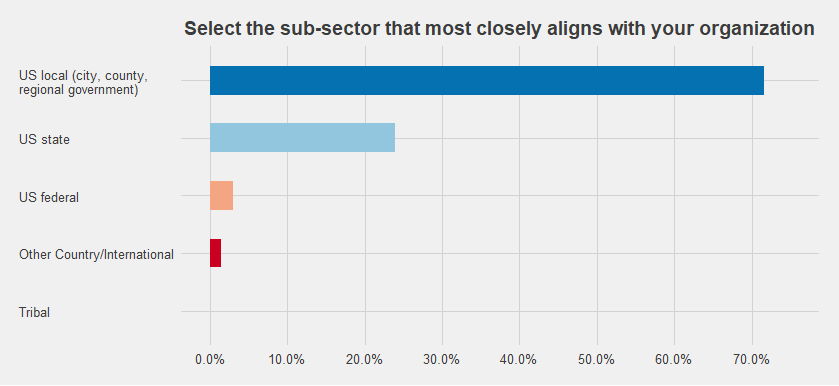 Select the sub-sector that most closely aligns with your organization
US local (city, county,
regional government)
US state
US federal
Other Country/International
Tribal
0.0% 10.0% 20.0% 30.0% 40.0% 50.0% 60.0% 70.0%